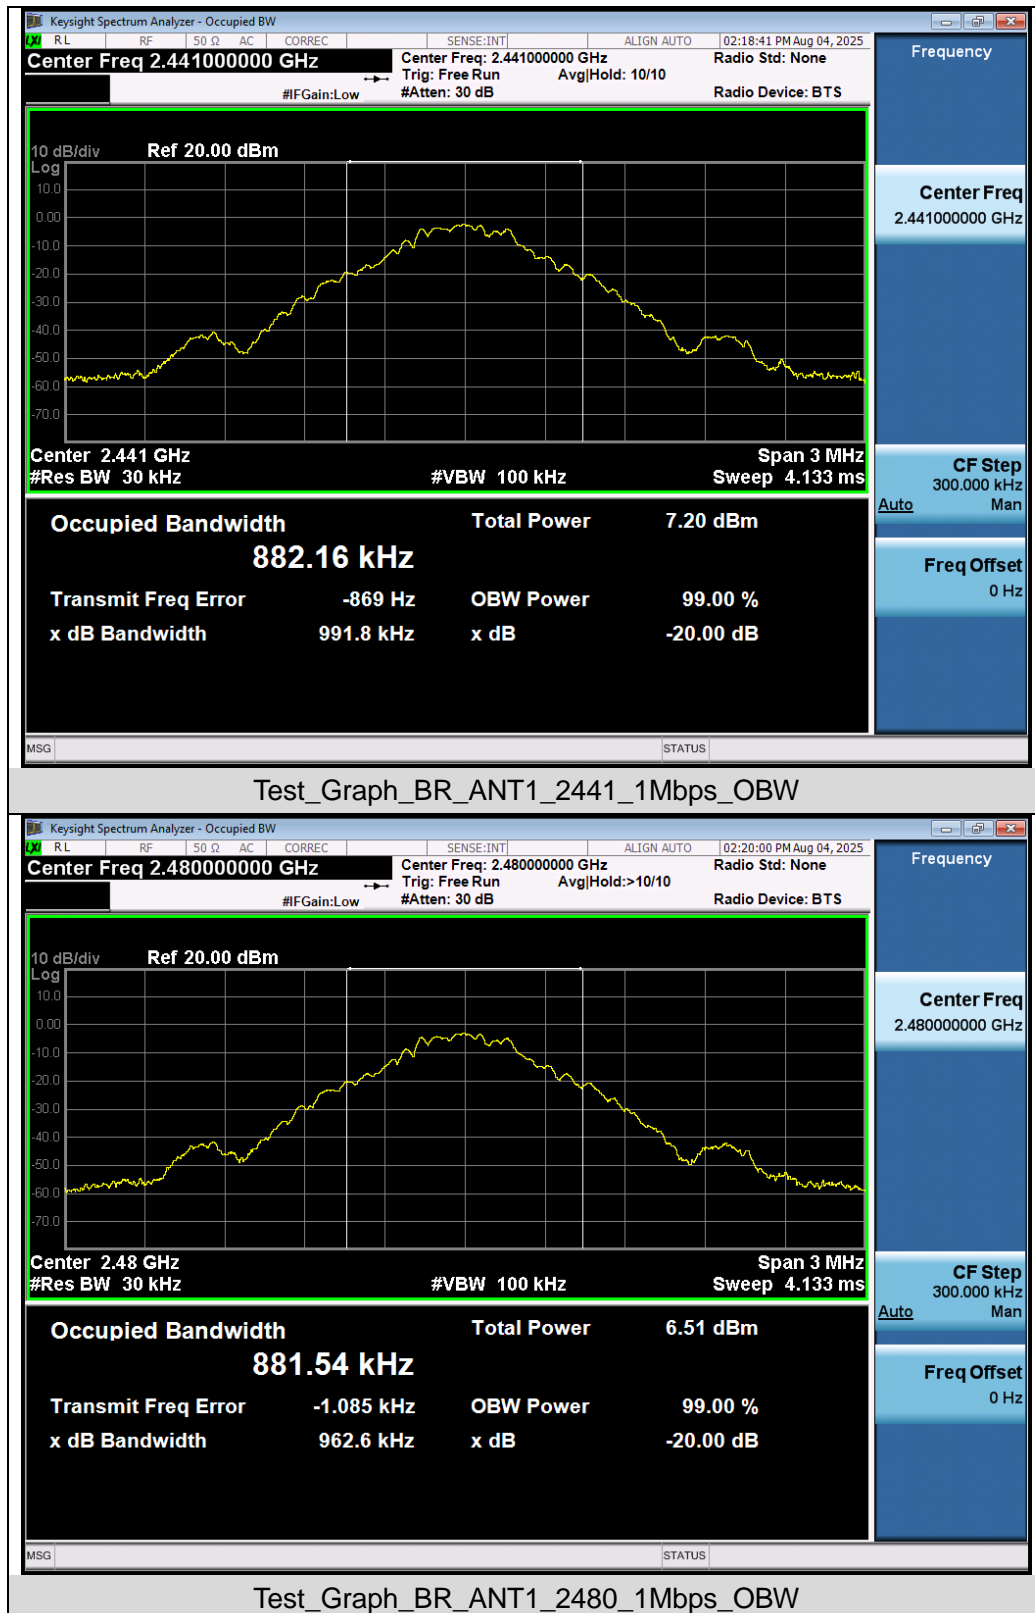 Keysight Spectrum Analyzer - Occupied BW
LXI RL RF 50 Ω AC CORREC SENSE:INT ALIGN AUTO 02:18:41 PM Aug 04, 2025
Center Freq 2.441000000 GHz Center Freq: 2.441000000 GHz Radio Std: None Frequency
Trig: Free Run Avg|Hold: 10/10
#IFGain:Low #Atten: 30 dB Radio Device: BTS
10 dB/div Ref 20.00 dBm
Log
10.0
0.00
-10.0
-20.0
-30.0
-40.0
-50.0
-60.0
-70.0
Center Freq
2.441000000 GHz
Center 2.441 GHz Span 3 MHz
#Res BW 30 kHz #VBW 100 kHz Sweep 4.133 ms
CF Step
300.000 kHz
Auto Man
Occupied Bandwidth Total Power 7.20 dBm
882.16 kHz
Freq Offset
0 Hz
Transmit Freq Error -869 Hz OBW Power 99.00 %
x dB Bandwidth 991.8 kHz x dB -20.00 dB
MSG STATUS
Test_Graph_BR_ANT1_2441_1Mbps_OBW
Keysight Spectrum Analyzer - Occupied BW
LXI RL RF 50 Ω AC CORREC SENSE:INT ALIGN AUTO 02:20:00 PM Aug 04, 2025
Center Freq 2.480000000 GHz Center Freq: 2.480000000 GHz Radio Std: None Frequency
Trig: Free Run Avg|Hold:>10/10
#IFGain:Low #Atten: 30 dB Radio Device: BTS
10 dB/div Ref 20.00 dBm
Log
10.0
0.00
-10.0
-20.0
-30.0
-40.0
-50.0
-60.0
-70.0
Center Freq
2.480000000 GHz
Center 2.48 GHz Span 3 MHz
#Res BW 30 kHz #VBW 100 kHz Sweep 4.133 ms
CF Step
300.000 kHz
Auto Man
Occupied Bandwidth Total Power 6.51 dBm
881.54 kHz
Freq Offset
0 Hz
Transmit Freq Error -1.085 kHz OBW Power 99.00 %
x dB Bandwidth 962.6 kHz x dB -20.00 dB
MSG STATUS
Test_Graph_BR_ANT1_2480_1Mbps_OBW